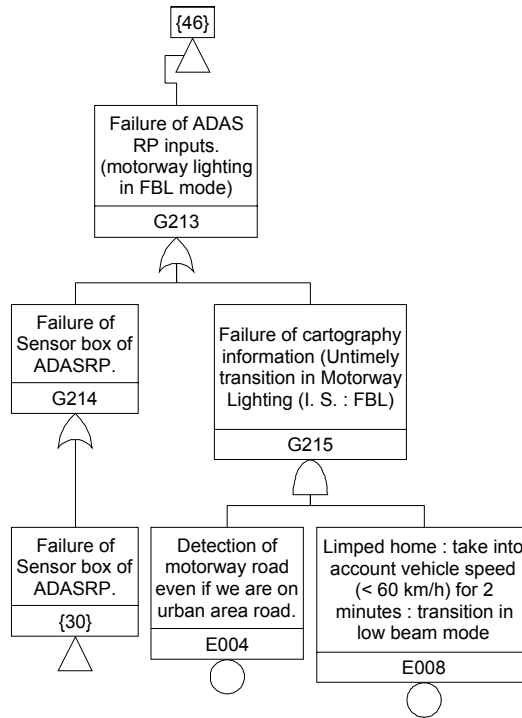 {46}
Failure of ADAS
RP inputs.
(motorway lighting
in FBL mode)
G213
Failure of
Sensor box of
ADASRP.
G214
Failure of cartography
information (Untimely
transition in Motorway
Lighting (I. S. : FBL)
G215
Failure of
Sensor box of
ADASRP.
{30}
Detection of
motorway road
even if we are on
urban area road.
E004
Limped home : take into
account vehicle speed
(< 60 km/h) for 2
minutes : transition in
low beam mode
E008